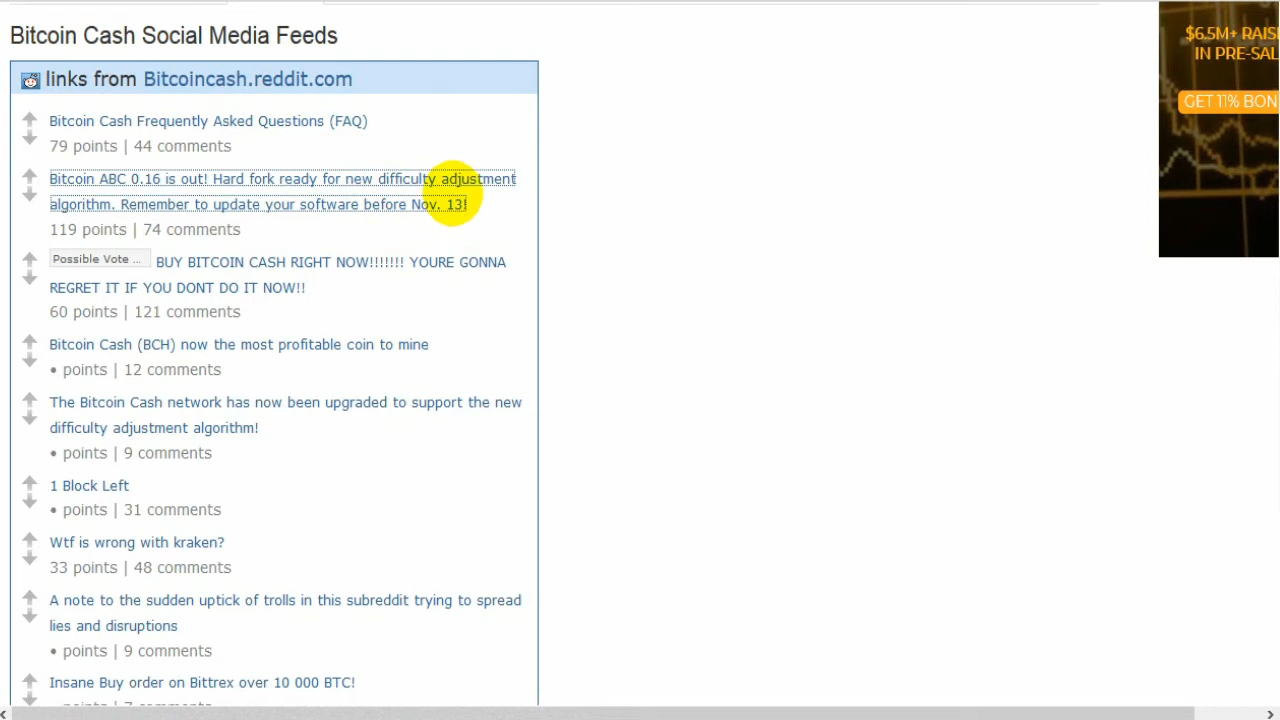 Bitcoin Cash Social Media Feeds
links from Bitcoincash.reddit.com
Bitcoin Cash Frequently Asked Questions (FAQ)
79 points | 44 comments
Bitcoin ABC 0.16 is out! Hard fork ready for new difficulty adjustment
algorithm. Remember to update your software before Nov. 13!
119 points | 74 comments
Possible Vote ... BUY BITCOIN CASH RIGHT NOW!!!!!!! YOURE GONNA
REGRET IT IF YOU DONT DO IT NOW!!
60 points | 121 comments
Bitcoin Cash (BCH) now the most profitable coin to mine
• points | 12 comments
The Bitcoin Cash network has now been upgraded to support the new
difficulty adjustment algorithm!
• points | 9 comments
1 Block Left
• points | 31 comments
Wtf is wrong with kraken?
33 points | 48 comments
A note to the sudden uptick of trolls in this subreddit trying to spread
lies and disruptions
• points | 9 comments
Insane Buy order on Bittrex over 10 000 BTC!
$6.5M+ RAIS
IN PRE-SAL
GET 11% BON